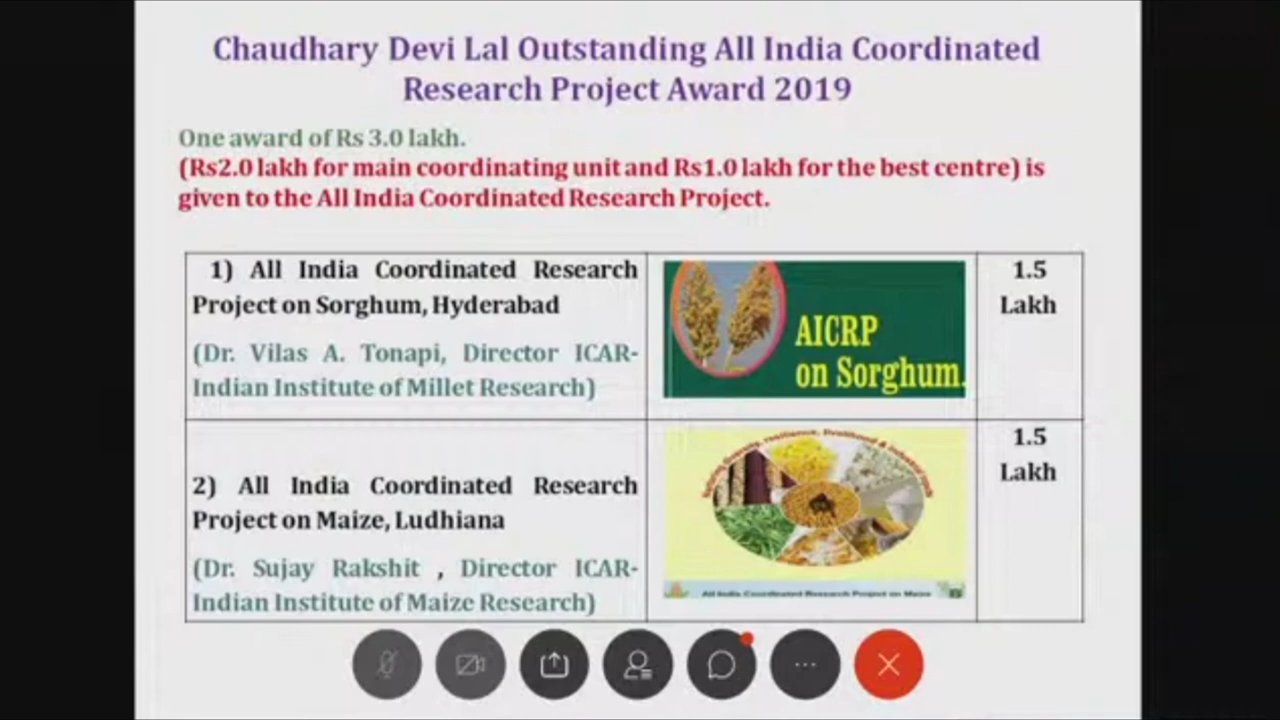 Chaudhary Devi Lal Outstanding All India Coordinated
Research Project Award 2019
One award of Rs 3.0 lakh.
(Rs2.0 lakh for main coordinating unit and Rs1.0 lakh for the best centre) is
given to the All India Coordinated Research Project.
1) All India Coordinated Research
Project on Sorghum, Hyderabad
(Dr. Vilas A. Tonapi, Director ICAR-
Indian Institute of Millet Research)
AICRP
on Sorghum.
1.5
Lakh
2) All India Coordinated Research
Project on Maize, Ludhiana
(Dr. Sujay Rakshit , Director ICAR-
Indian Institute of Maize Research)
diversity, resilience, livelihood &
All India Coordinated Research Project on Maize
1.5
Lakh